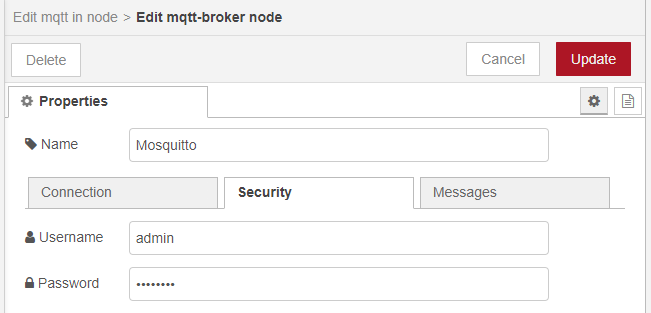 Edit mqtt in node > Edit mqtt-broker node
Delete Cancel Update
Properties
Name Mosquitto
Connection Security Messages
Username admin
Password ••••••••